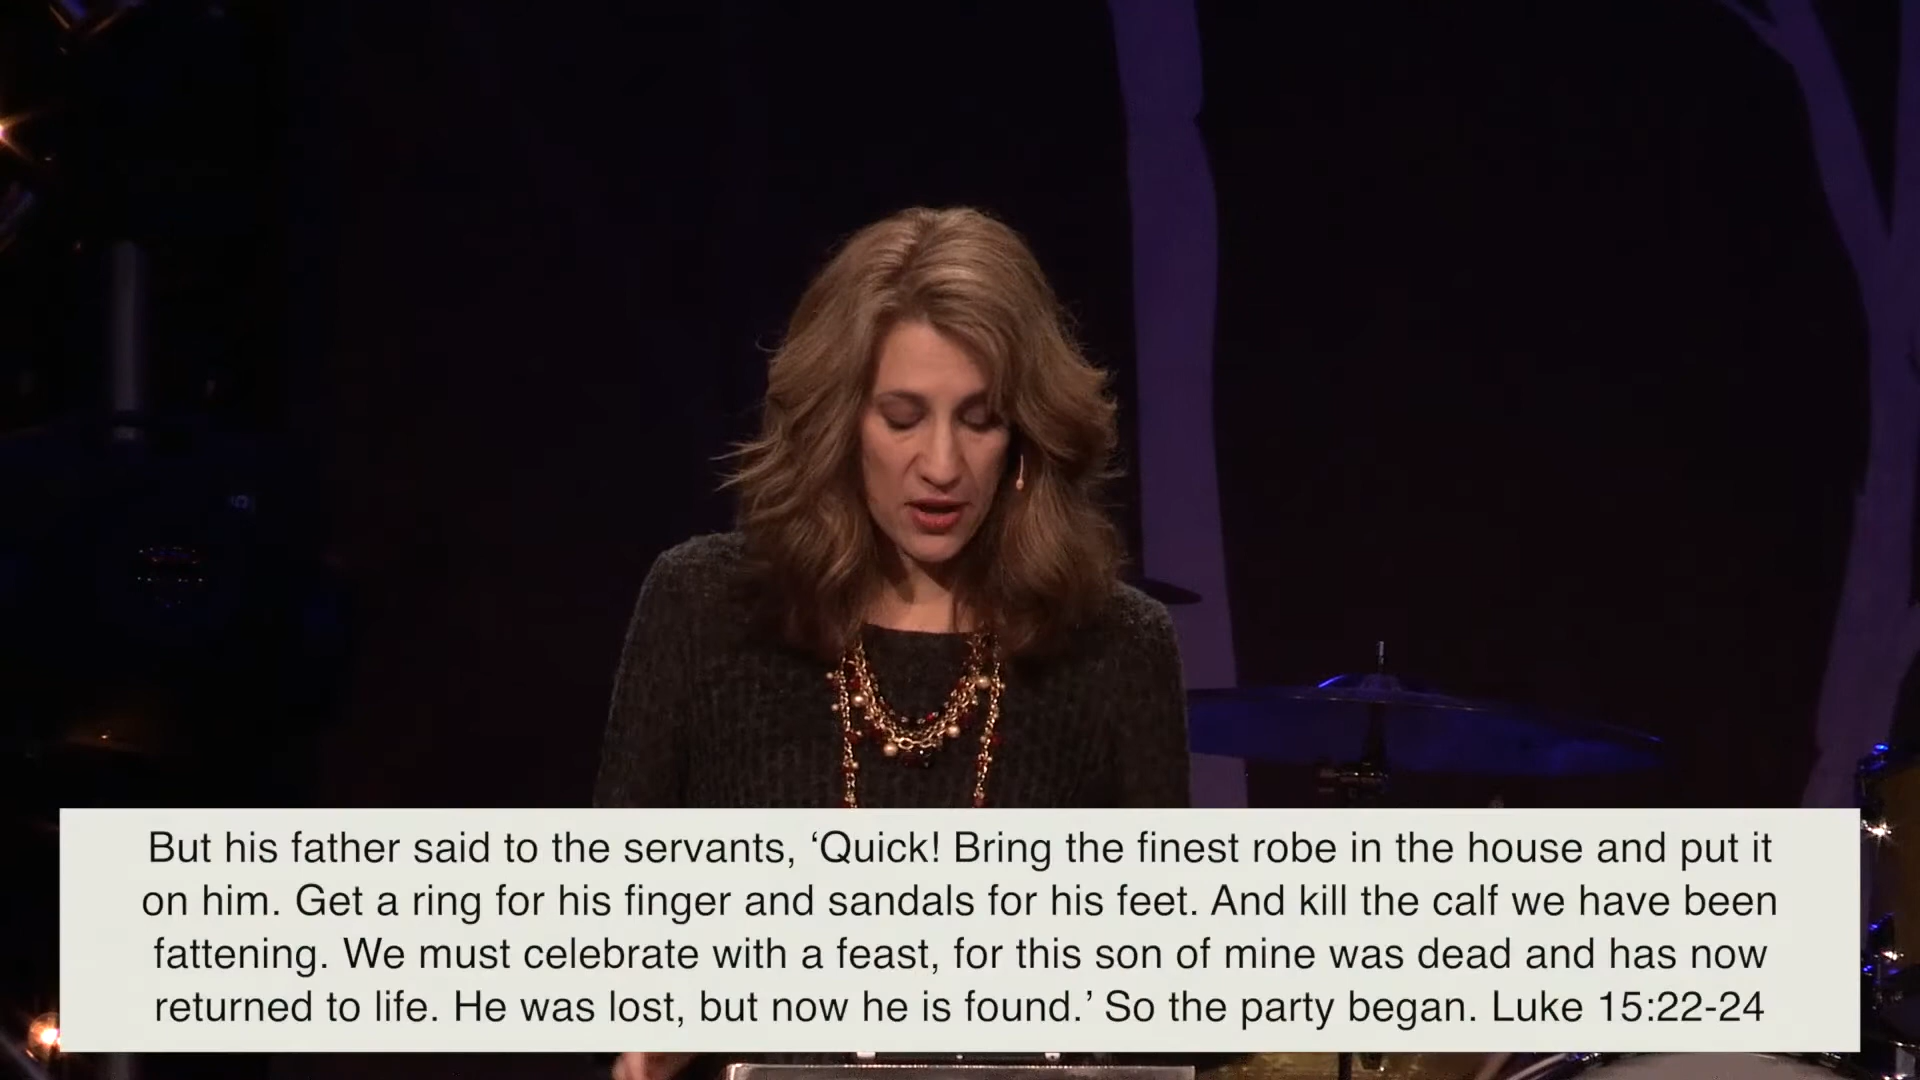 But his father said to the servants, ‘Quick! Bring the finest robe in the house and put it
on him. Get a ring for his finger and sandals for his feet. And kill the calf we have been
fattening. We must celebrate with a feast, for this son of mine was dead and has now
returned to life. He was lost, but now he is found.’ So the party began. Luke 15:22-24